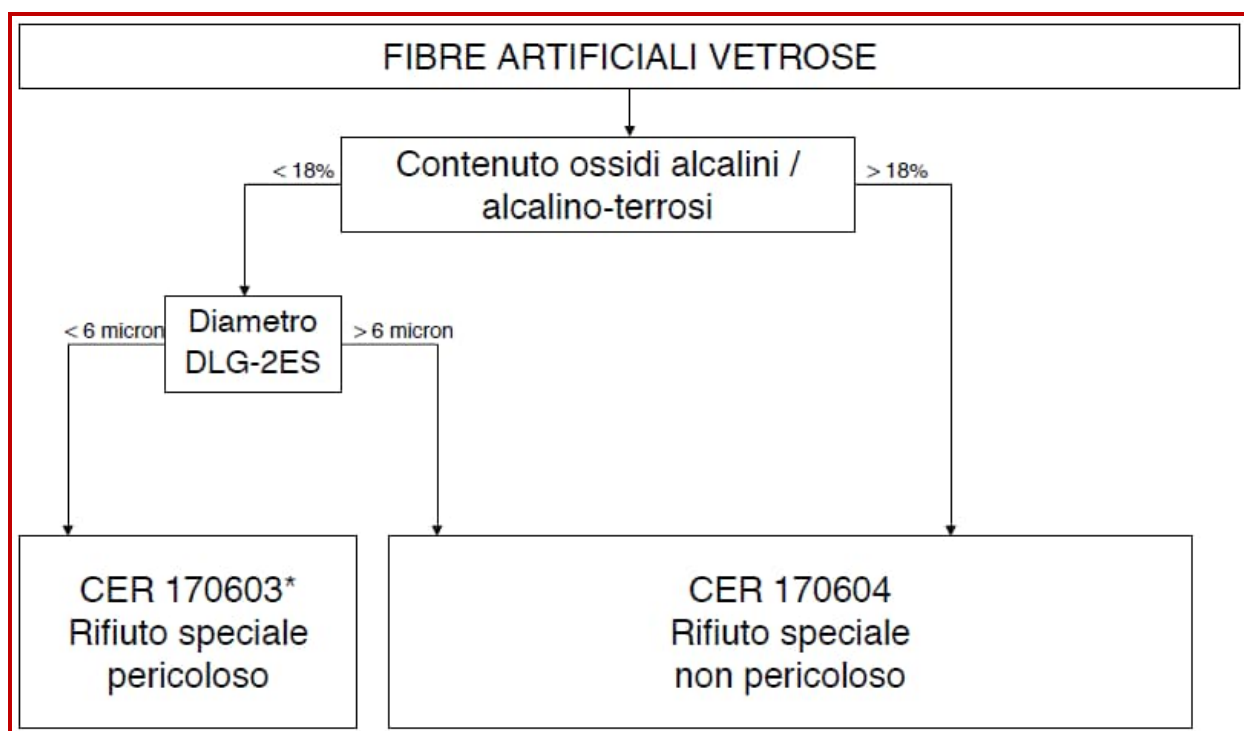 FIBRE ARTIFICIALI VETROSE
Contenuto ossidi alcalini /
alcalino-terrosi
< 18%
> 18%
Diametro
DLG-2ES
< 6 micron
> 6 micron
CER 170603*
Rifiuto speciale
pericoloso
CER 170604
Rifiuto speciale
non pericoloso